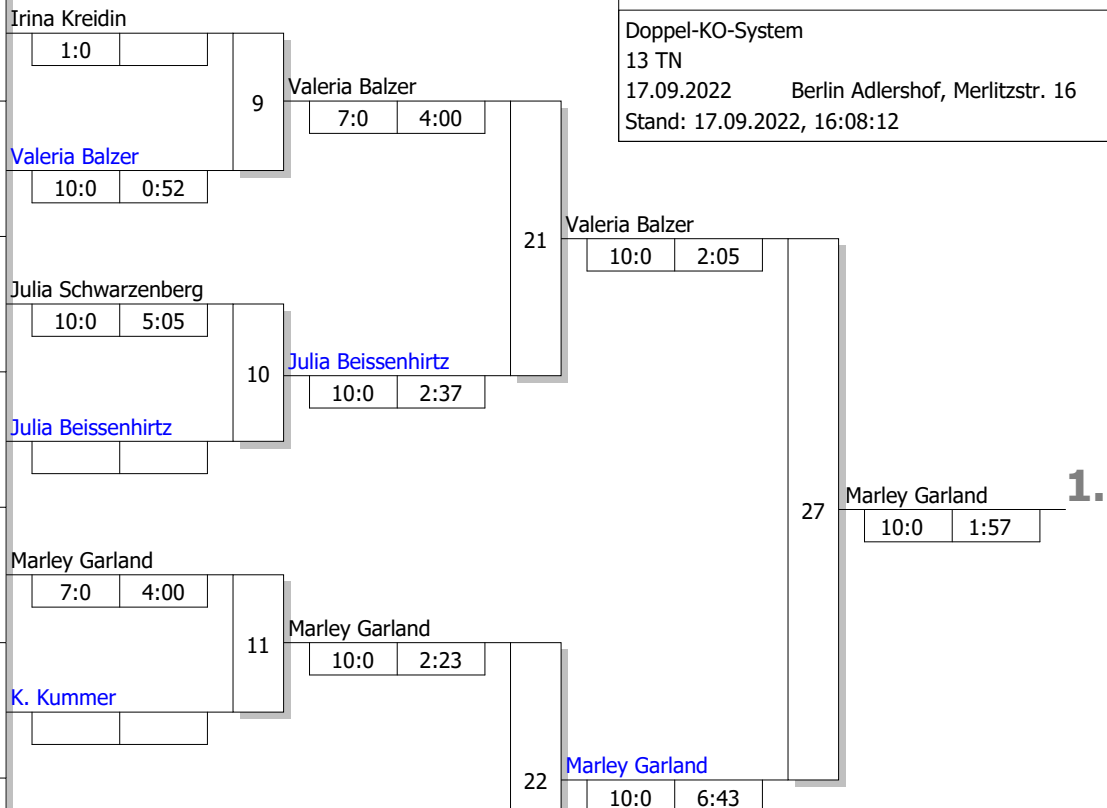 Irina Kreidin
1:0
9
Valeria Balzer
7:0 4:00
Valeria Balzer
10:0 0:52
Doppel-KO-System
13 TN
17.09.2022 Berlin Adlershof, Merlitzstr. 16
Stand: 17.09.2022, 16:08:12
21
Valeria Balzer
10:0 2:05
Julia Schwarzenberg
10:0 5:05
10
Julia Beissenhirtz
10:0 2:37
Julia Beissenhirtz
27
Marley Garland
10:0 1:57
1.
Marley Garland
7:0 4:00
11
Marley Garland
10:0 2:23
K. Kummer
22
Marley Garland
10:0 6:43